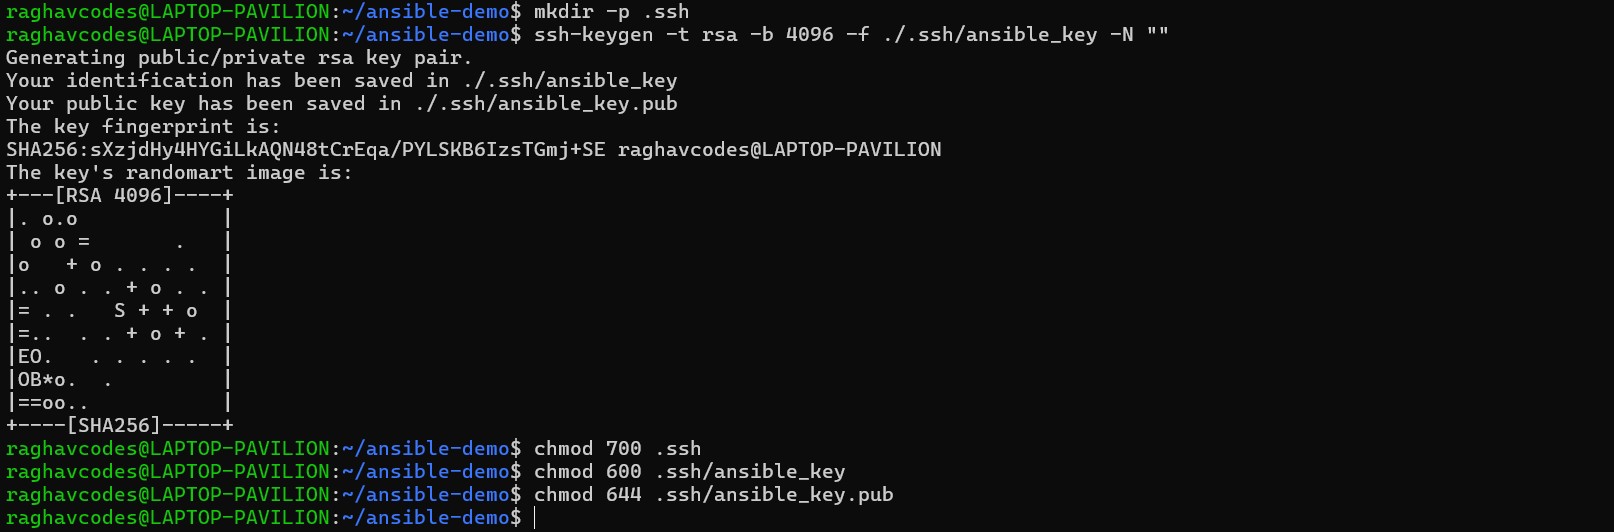 raghavcodes@LAPTOP-PAVILION:~/ansible-demo$ mkdir -p .ssh
raghavcodes@LAPTOP-PAVILION:~/ansible-demo$ ssh-keygen -t rsa -b 4096 -f ./.ssh/ansible_key -N ""
Generating public/private rsa key pair.
Your identification has been saved in ./.ssh/ansible_key
Your public key has been saved in ./.ssh/ansible_key.pub
The key fingerprint is:
SHA256:sXzjdHy4HYGiLkAQN48tCrEqa/PYLSKB6IzsTGmj+SE raghavcodes@LAPTOP-PAVILION
The key's randomart image is:
+---[RSA 4096]----+
|. o.o            |
| o o =       .   |
|o   + o . . . .  |
|.. o . . + o . . |
|= . .   S + + o  |
|=..  . . + o + . |
|EO.   . . . . .  |
|OB*o.  .         |
|==oo..           |
+----[SHA256]-----+
raghavcodes@LAPTOP-PAVILION:~/ansible-demo$ chmod 700 .ssh
raghavcodes@LAPTOP-PAVILION:~/ansible-demo$ chmod 600 .ssh/ansible_key
raghavcodes@LAPTOP-PAVILION:~/ansible-demo$ chmod 644 .ssh/ansible_key.pub
raghavcodes@LAPTOP-PAVILION:~/ansible-demo$